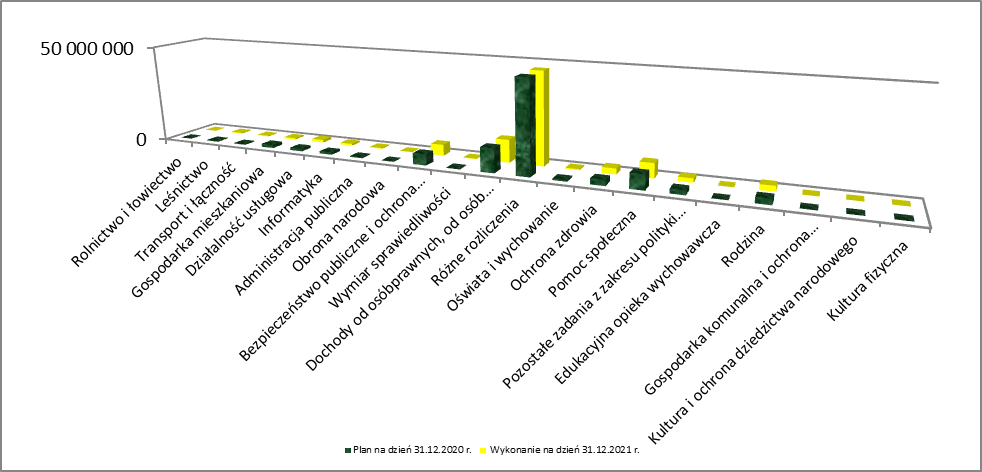 50 000 000
0
Rolnictwo i łowiectwo
Leśnictwo
Transport i łączność
Gospodarka mieszkaniowa
Działalność usługowa
Informatyka
Administracja publiczna
Obrona narodowa
Bezpieczeństwo publiczne i ochrona...
Wymiar sprawiedliwości
Dochody od osóbprawnych, od osób...
Różne rozliczenia
Oświata i wychowanie
Ochrona zdrowia
Pomoc społeczna
Pozostałe zadania z zakresu polityki...
Edukacyjna opieka wychowawcza
Rodzina
Gospodarka komunalna i ochrona...
Kultura i ochrona dziedzictwa narodowego
Kultura fizyczna
Plan na dzień 31.12.2020 r. Wykonanie na dzień 31.12.2021 r.